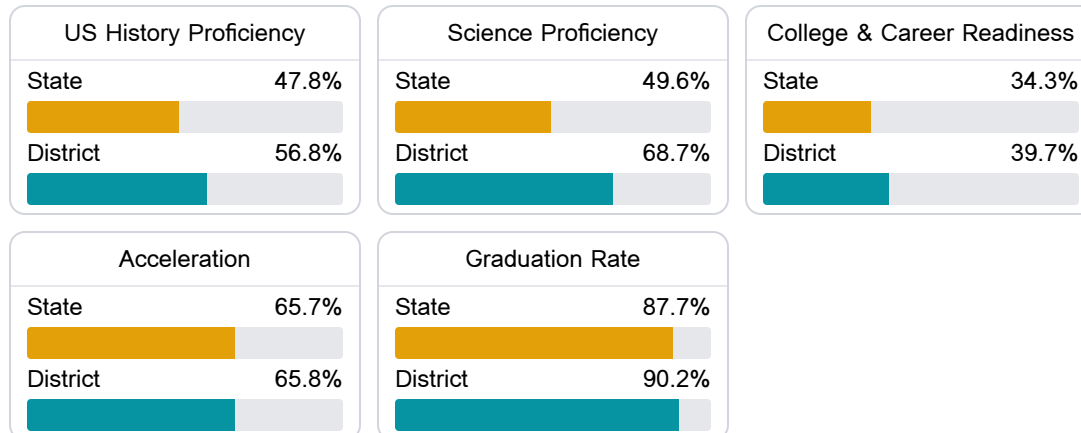 US History Proficiency
State 47.8%
District 56.8%
Science Proficiency
State 49.6%
District 68.7%
College & Career Readiness
State 34.3%
District 39.7%
Acceleration
State 65.7%
District 65.8%
Graduation Rate
State 87.7%
District 90.2%